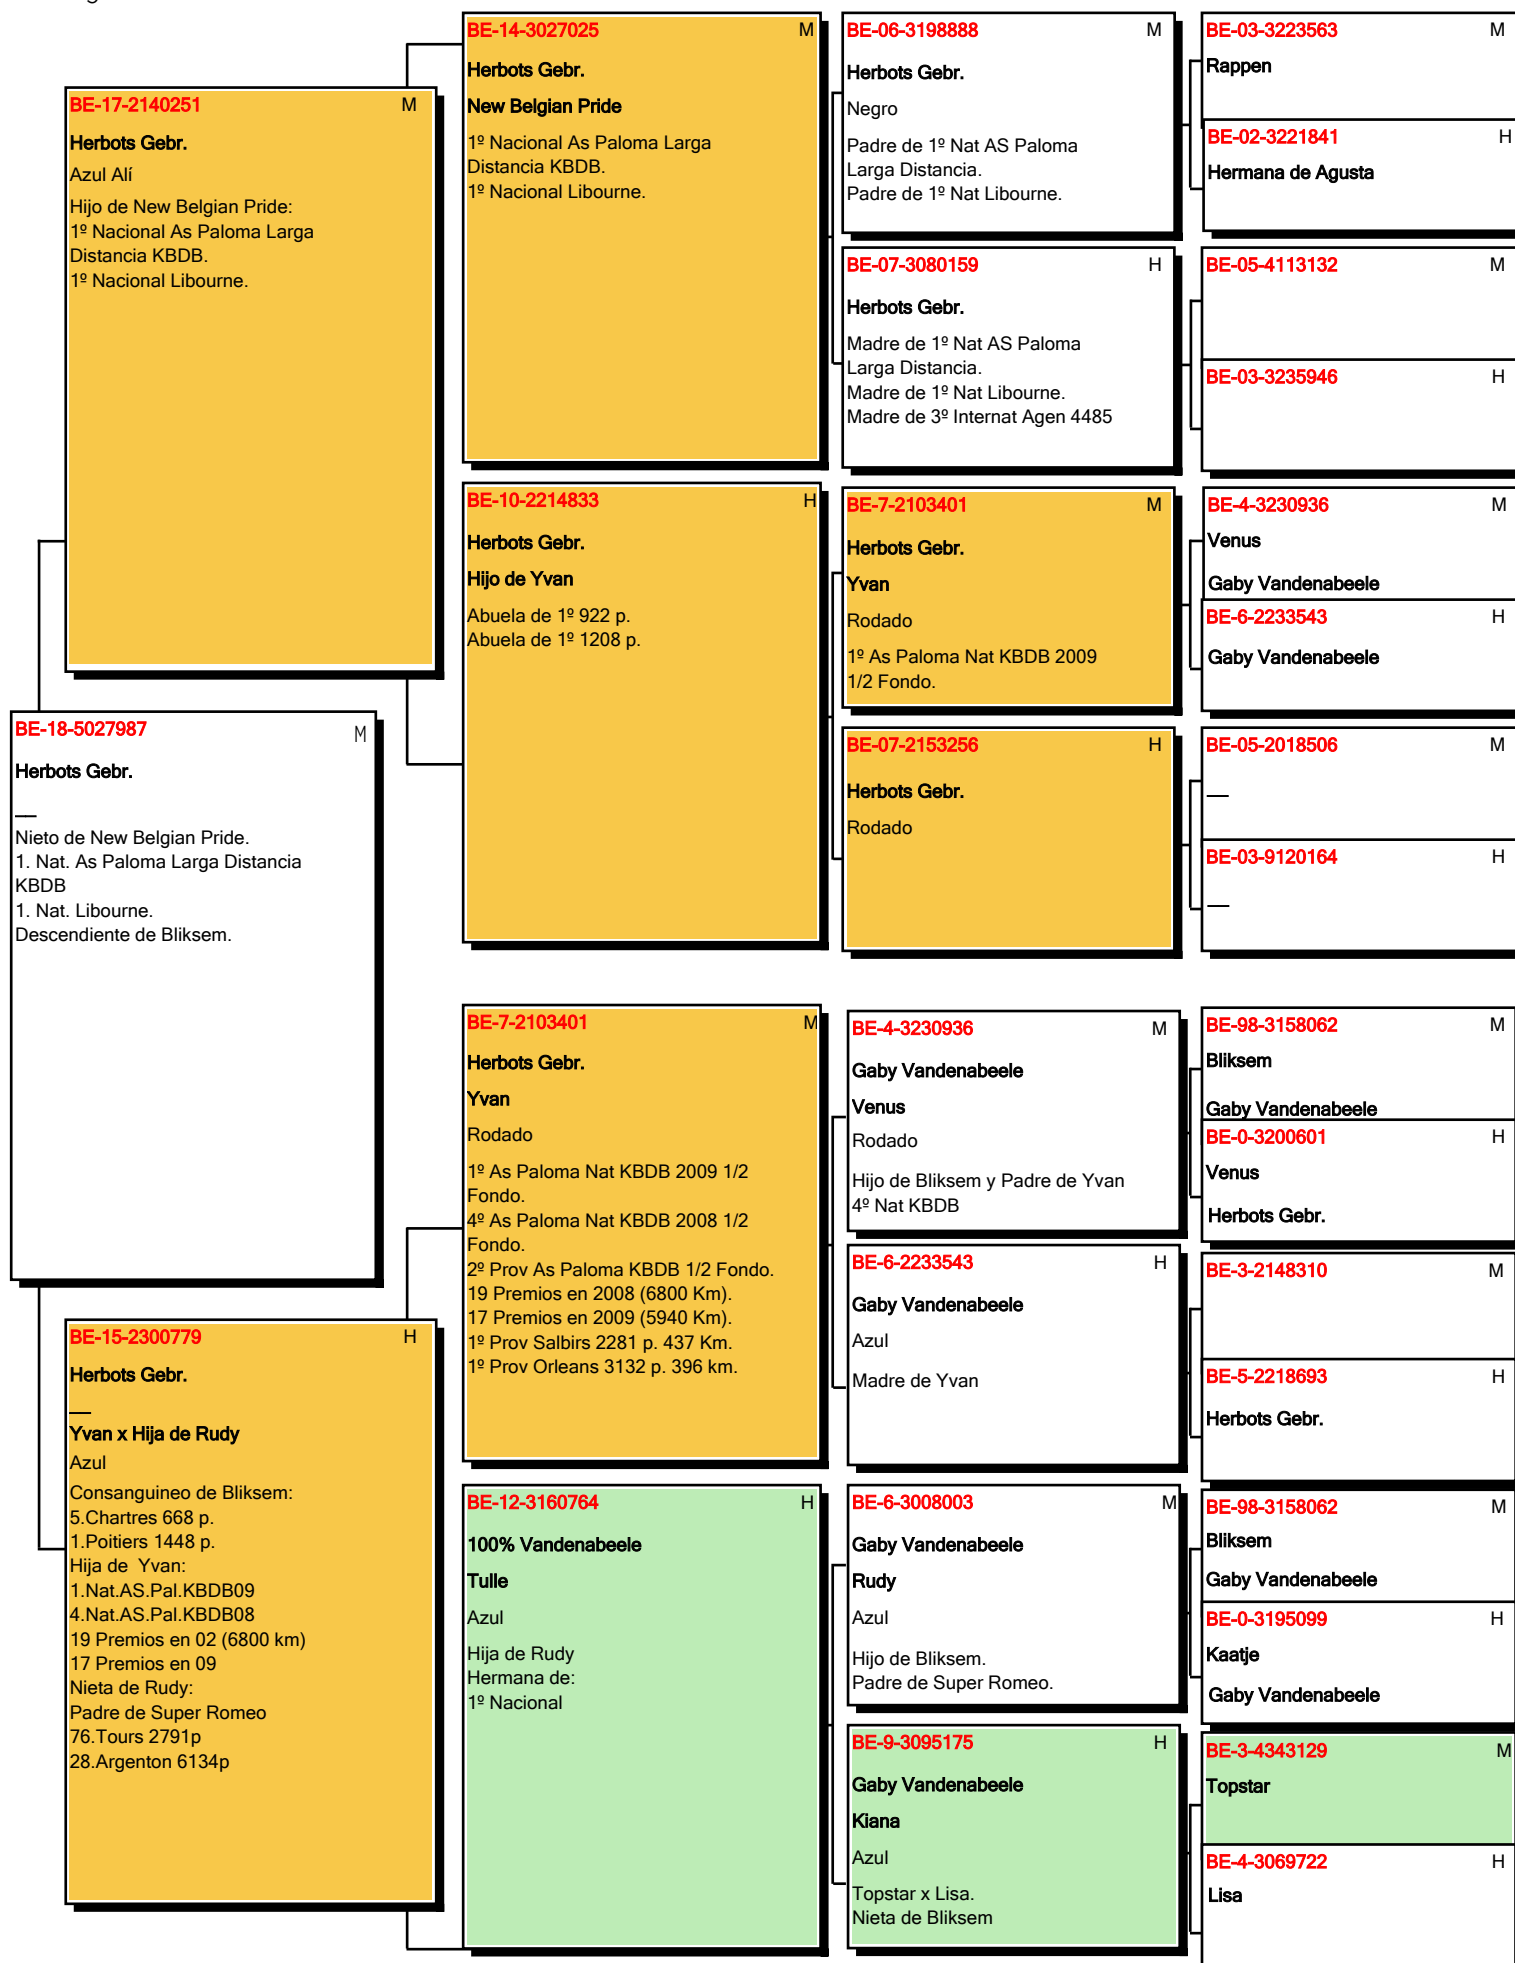 BE-18-5027987 M
Herbots Gebr.
__
Nieto de New Belgian Pride.
1. Nat. As Paloma Larga Distancia
KBDB
1. Nat. Libourne.
Descendiente de Bliksem.
BE-17-2140251 M
Herbots Gebr.
Azul Alí
Hijo de New Belgian Pride:
1º Nacional As Paloma Larga
Distancia KBDB.
1º Nacional Libourne.
BE-15-2300779 H
Herbots Gebr.
__
Yvan x Hija de Rudy
Azul
Consanguineo de Bliksem:
5.Chartres 668 p.
1.Poitiers 1448 p.
Hija de  Yvan:
1.Nat.AS.Pal.KBDB09
4.Nat.AS.Pal.KBDB08
19 Premios en 02 (6800 km)
17 Premios en 09
Nieta de Rudy:
Padre de Super Romeo
76.Tours 2791p
28.Argenton 6134p
BE-14-3027025 M
Herbots Gebr.
New Belgian Pride
1º Nacional As Paloma Larga
Distancia KBDB.
1º Nacional Libourne.
BE-10-2214833 H
Herbots Gebr.
Hijo de Yvan
Abuela de 1º 922 p.
Abuela de 1º 1208 p.
BE-7-2103401 M
Herbots Gebr.
Yvan
Rodado
1º As Paloma Nat KBDB 2009 1/2
Fondo.
4º As Paloma Nat KBDB 2008 1/2
Fondo.
2º Prov As Paloma KBDB 1/2 Fondo.
19 Premios en 2008 (6800 Km).
17 Premios en 2009 (5940 Km).
1º Prov Salbirs 2281 p. 437 Km.
1º Prov Orleans 3132 p. 396 km.
BE-12-3160764 H
100% Vandenabeele
Tulle
Azul
Hija de Rudy
Hermana de:
1º Nacional
BE-06-3198888 M
Herbots Gebr.
Negro
Padre de 1º Nat AS Paloma
Larga Distancia.
Padre de 1º Nat Libourne.
BE-07-3080159 H
Herbots Gebr.
Madre de 1º Nat AS Paloma
Larga Distancia.
Madre de 1º Nat Libourne.
Madre de 3º Internat Agen 4485
BE-7-2103401 M
Herbots Gebr.
Yvan
Rodado
1º As Paloma Nat KBDB 2009
1/2 Fondo.
BE-07-2153256 H
Herbots Gebr.
Rodado
BE-4-3230936 M
Gaby Vandenabeele
Venus
Rodado
Hijo de Bliksem y Padre de Yvan
4º Nat KBDB
BE-6-2233543 H
Gaby Vandenabeele
Azul
Madre de Yvan
BE-6-3008003 M
Gaby Vandenabeele
Rudy
Azul
Hijo de Bliksem.
Padre de Super Romeo.
BE-9-3095175 H
Gaby Vandenabeele
Kiana
Azul
Topstar x Lisa.
Nieta de Bliksem
BE-03-3223563 M
Rappen
BE-02-3221841 H
Hermana de Agusta
BE-05-4113132 M
BE-03-3235946 H
BE-4-3230936 M
Venus
Gaby Vandenabeele
BE-6-2233543 H
Gaby Vandenabeele
BE-05-2018506 M
__
BE-03-9120164 H
__
BE-98-3158062 M
Bliksem
Gaby Vandenabeele
BE-0-3200601 H
Venus
Herbots Gebr.
BE-3-2148310 M
BE-5-2218693 H
Herbots Gebr.
BE-98-3158062 M
Bliksem
Gaby Vandenabeele
BE-0-3195099 H
Kaatje
Gaby Vandenabeele
BE-3-4343129 M
Topstar
BE-4-3069722 H
Lisa